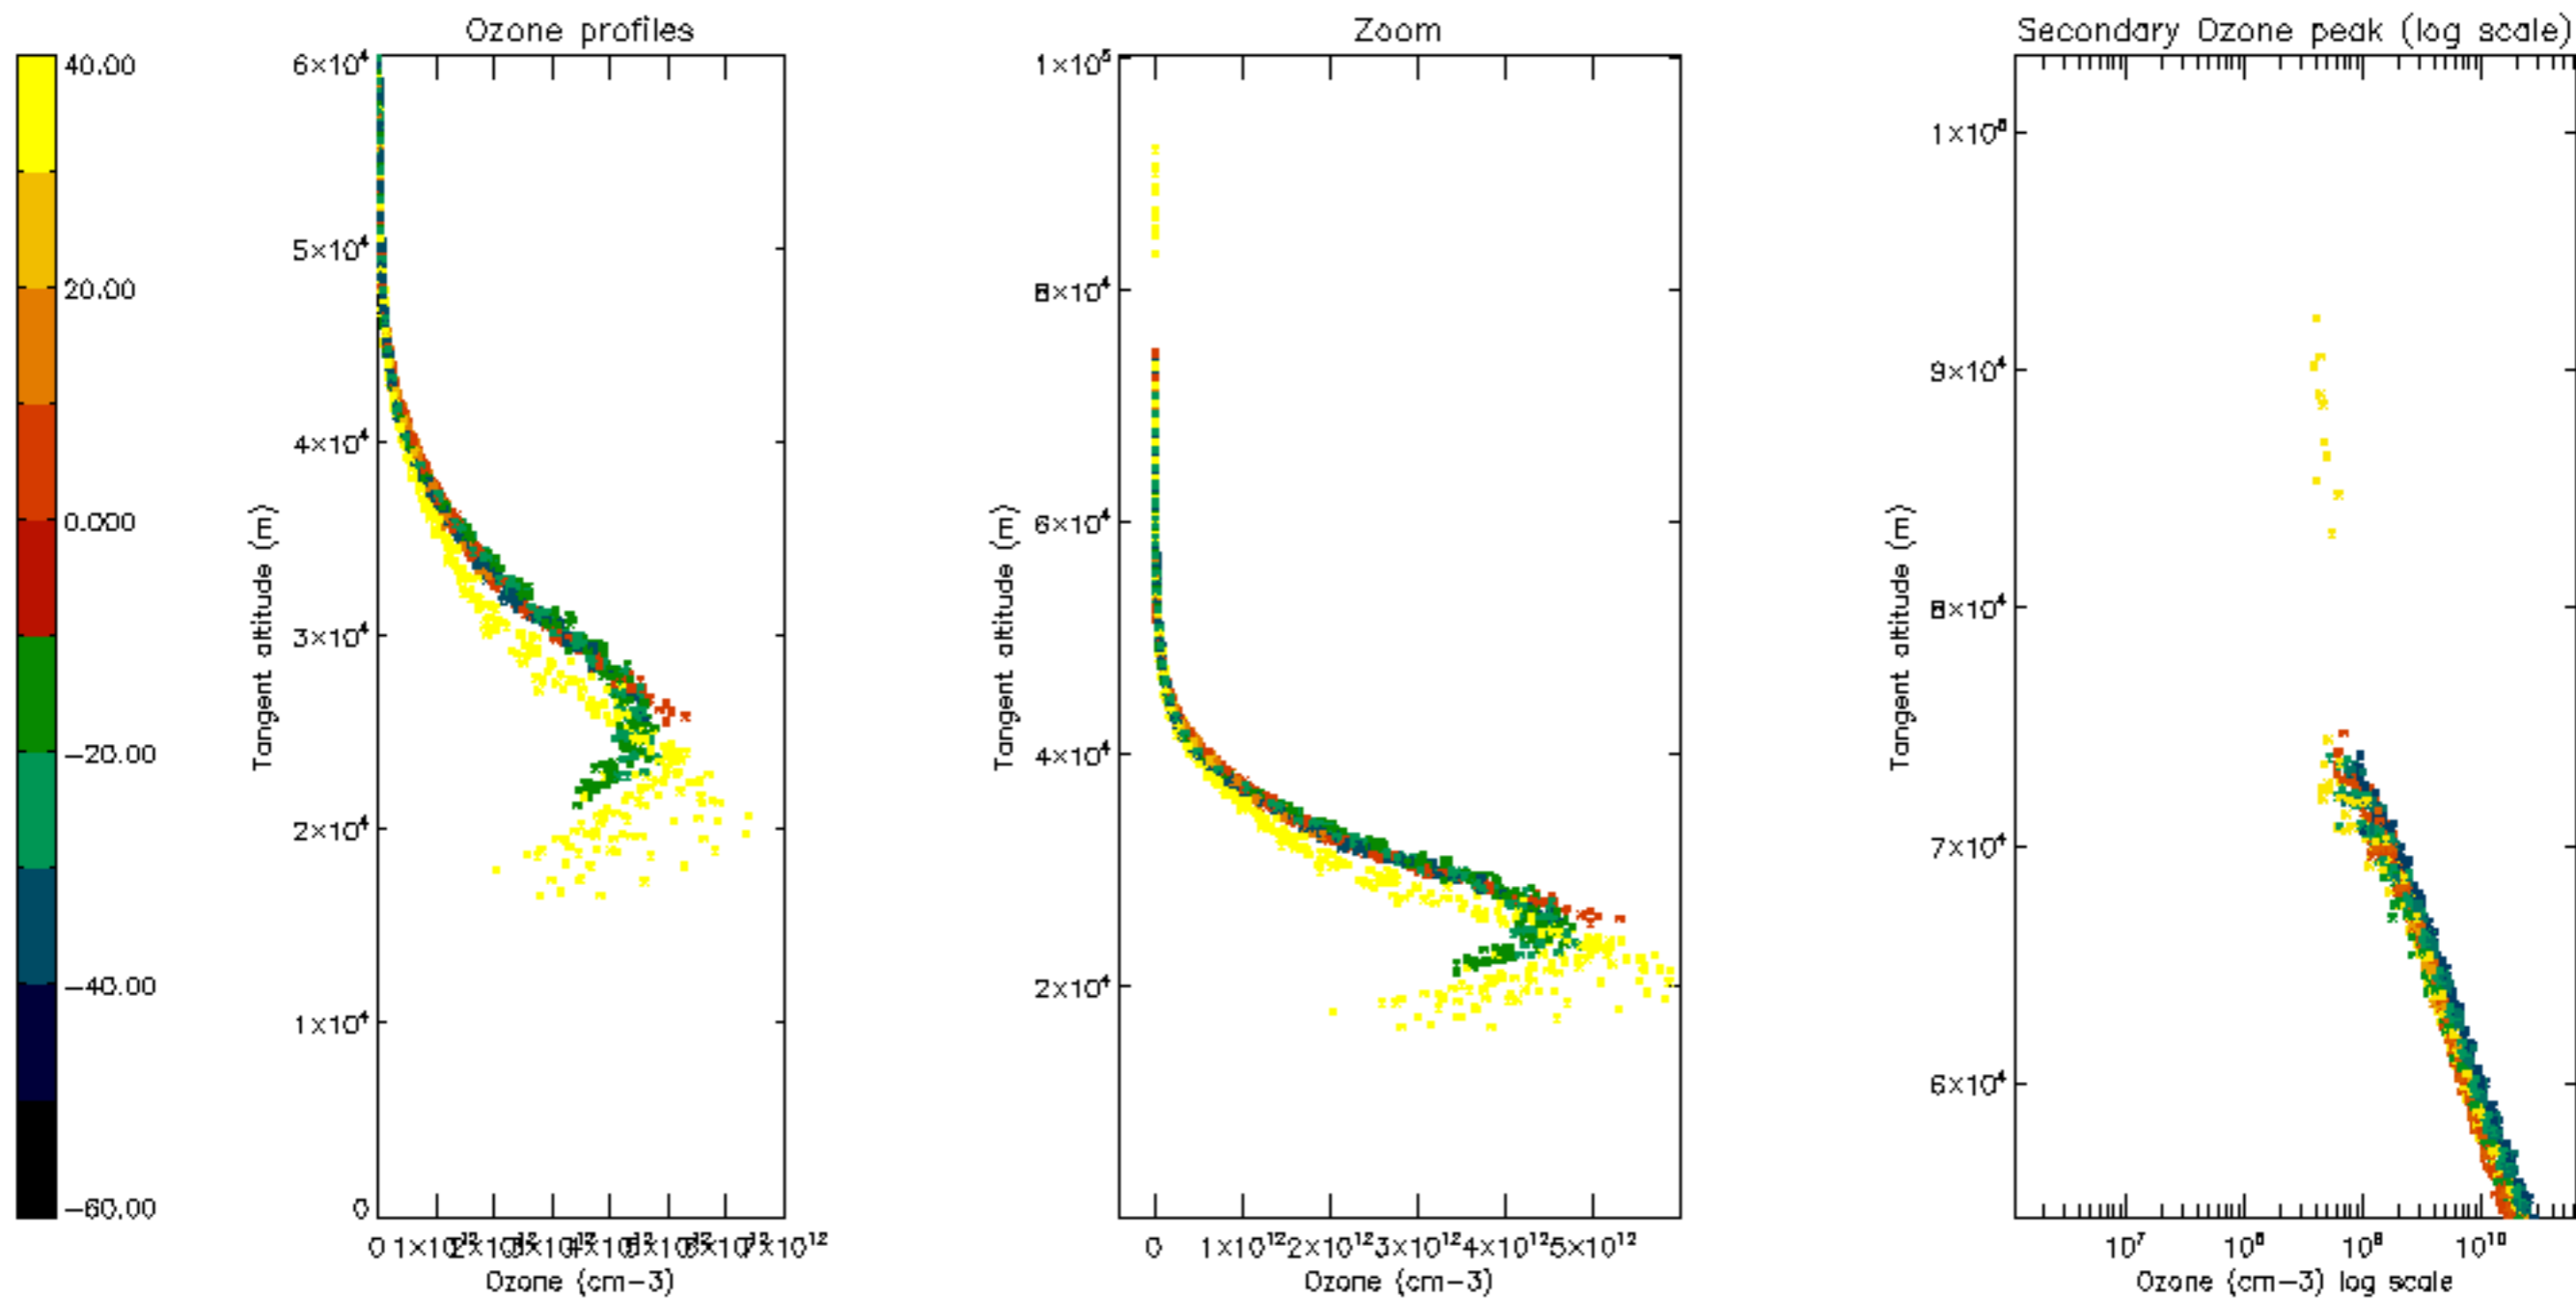 Ozone profiles
Zoom
Secondary Ozone peak (log scale)
40.00
20.00
0.000
−20.00
−40.00
−60.00
6×10⁴
5×10⁴
4×10⁴
3×10⁴
2×10⁴
1×10⁴
0
Tangent altitude (m)
0
7×10¹²
Ozone (cm−3)
1×10⁵
8×10⁴
6×10⁴
4×10⁴
2×10⁴
Tangent altitude (m)
0 1×10¹² 2×10¹² 3×10¹² 4×10¹² 5×10¹²
Ozone (cm−3)
9×10⁴
8×10⁴
7×10⁴
6×10⁴
Tangent altitude (m)
10⁷ 10⁸ 10⁹ 10¹⁰
Ozone (cm−3) log scale